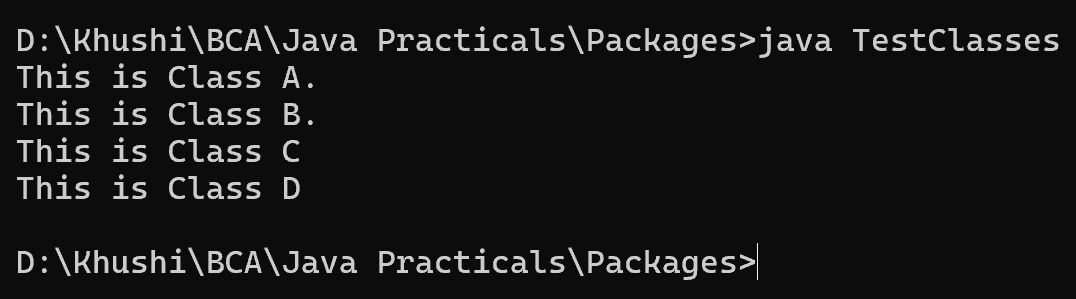 D:\Khushi\BCA\Java Practicals\Packages>java TestClasses
This is Class A.
This is Class B.
This is Class C
This is Class D
D:\Khushi\BCA\Java Practicals\Packages>